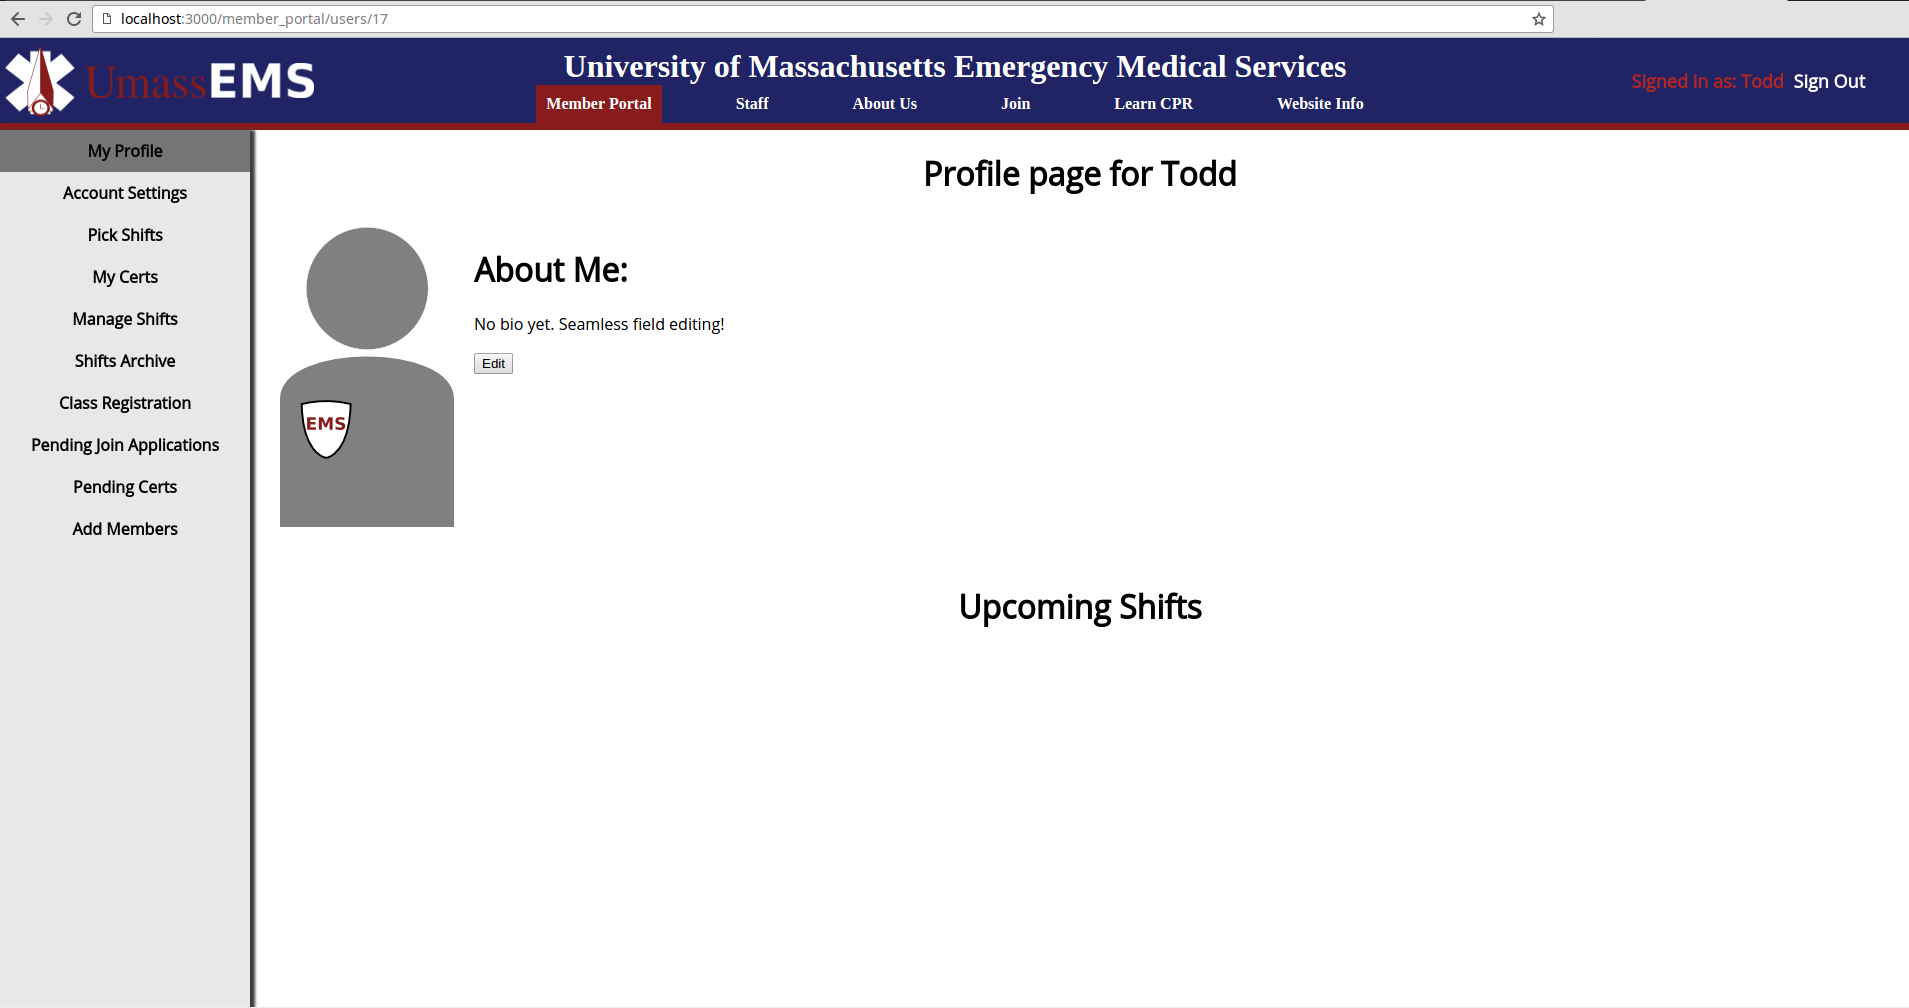 localhost:3000/member_portal/users/17
UmassEMS
University of Massachusetts Emergency Medical Services
Signed in as: Todd Sign Out
Member Portal Staff About Us Join Learn CPR Website Info
My Profile
Account Settings
Pick Shifts
My Certs
Manage Shifts
Shifts Archive
Class Registration
Pending Join Applications
Pending Certs
Add Members
Profile page for Todd
About Me:
No bio yet. Seamless field editing!
Edit
EMS
Upcoming Shifts